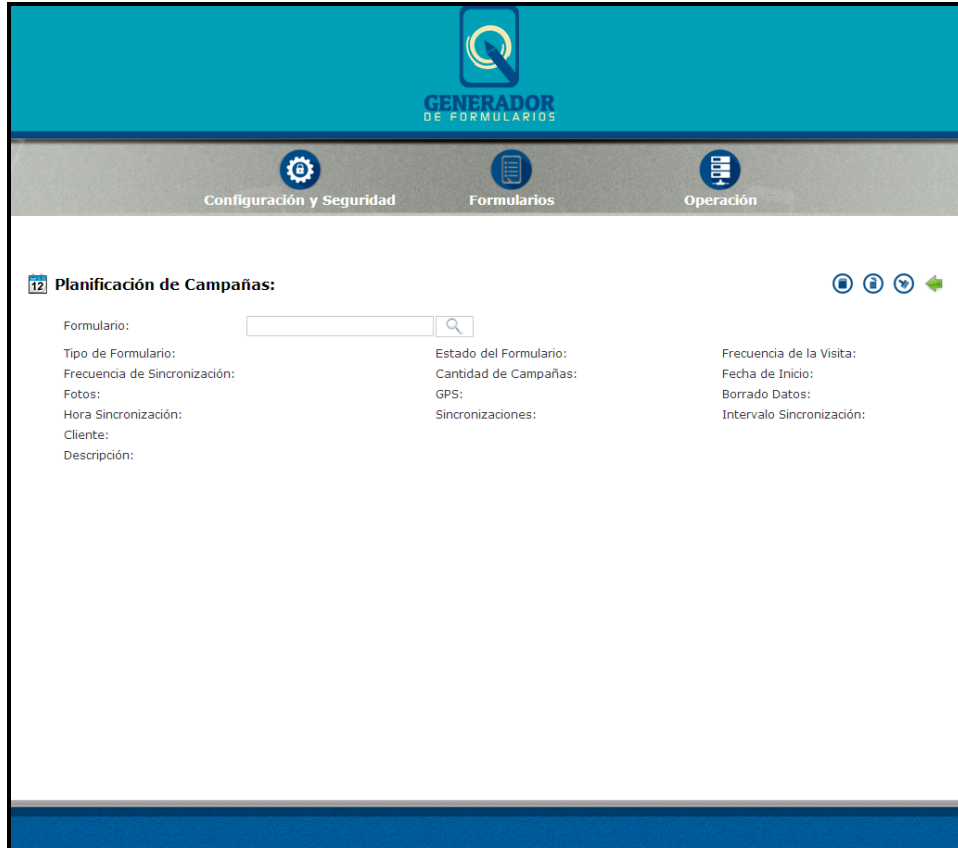 GENERADOR
DE FORMULARIOS
Configuración y Seguridad Formularios Operación
12 Planificación de Campañas:
Formulario:
Tipo de Formulario: Estado del Formulario: Frecuencia de la Visita:
Frecuencia de Sincronización: Cantidad de Campañas: Fecha de Inicio:
Fotos: GPS: Borrado Datos:
Hora Sincronización: Sincronizaciones: Intervalo Sincronización:
Cliente:
Descripción: